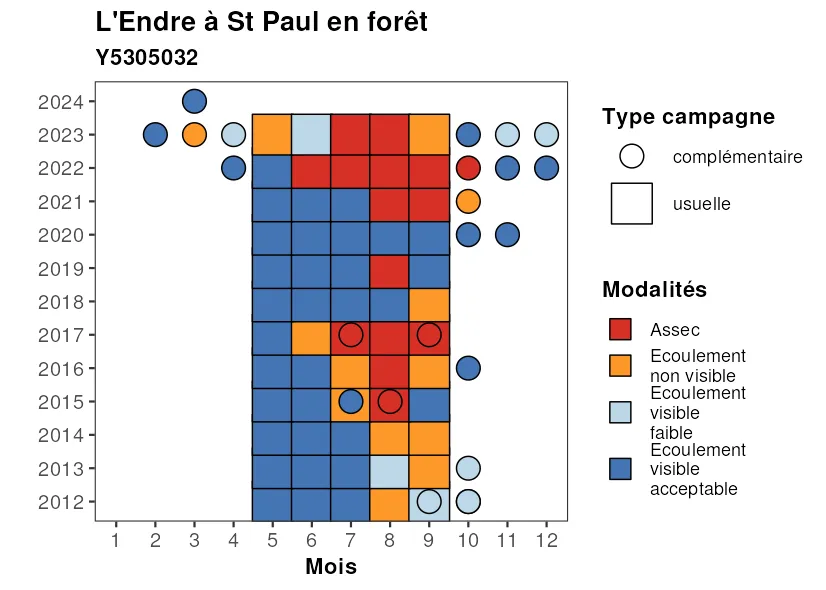 L'Endre à St Paul en forêt
Y5305032
2024
2023
2022
2021
2020
2019
2018
2017
2016
2015
2014
2013
2012
1 2 3 4 5 6 7 8 9 10 11 12
Mois
Type campagne
complémentaire
usuelle
Modalités
Assec
Ecoulement
non visible
Ecoulement
visible
faible
Ecoulement
visible
acceptable